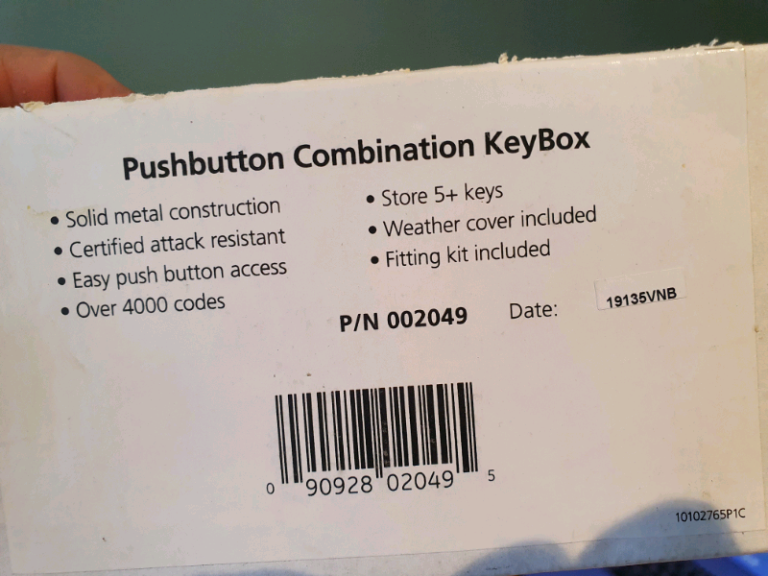 Pushbutton Combination KeyBox
• Solid metal construction
• Certified attack resistant
• Easy push button access
• Over 4000 codes
• Store 5+ keys
• Weather cover included
• Fitting kit included
P/N 002049 Date: 19135VNB
0 90928 02049 5
10102765P1C